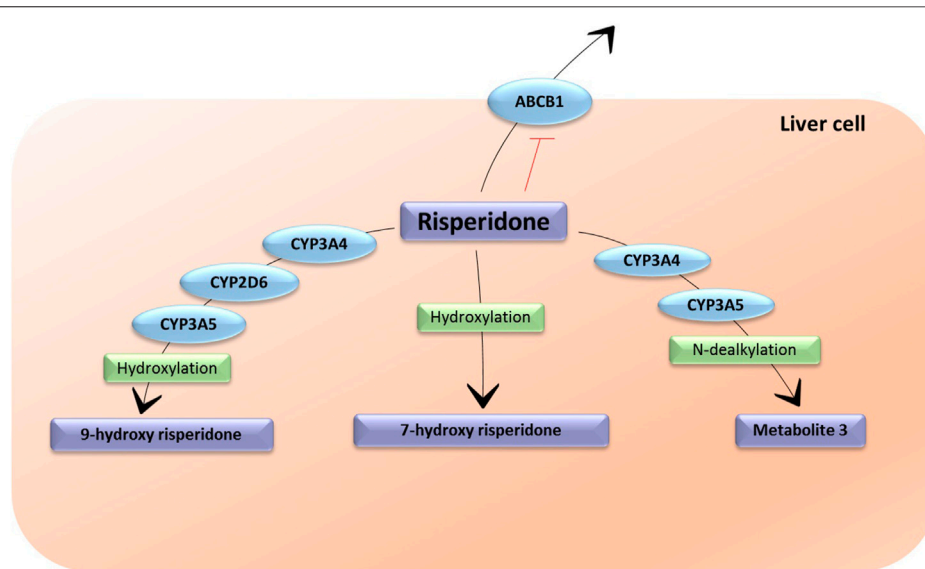 ABCB1
Liver cell
Risperidone
CYP3A4
CYP2D6
CYP3A5
Hydroxylation
9-hydroxy risperidone
Hydroxylation
7-hydroxy risperidone
CYP3A4
CYP3A5
N-dealkylation
Metabolite 3